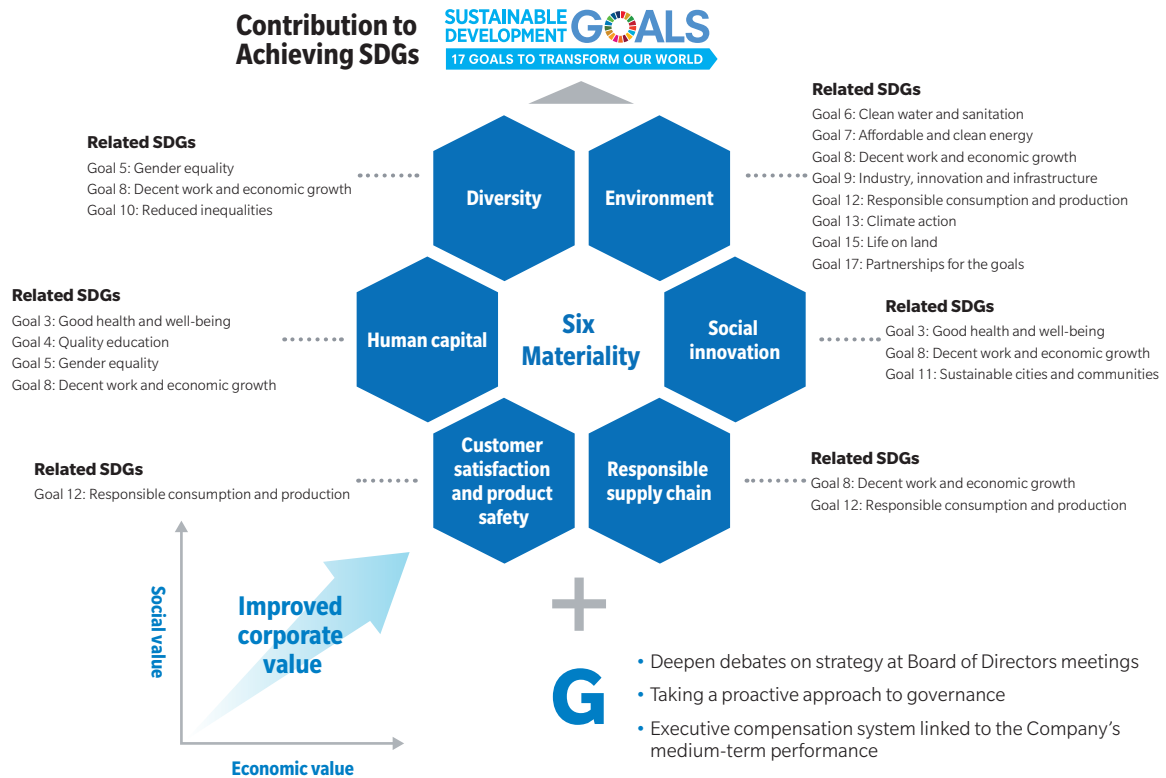 Contribution to
Achieving SDGs
SUSTAINABLE
DEVELOPMENT
GOALS
17 GOALS TO TRANSFORM OUR WORLD
Related SDGs
Goal 5: Gender equality
Goal 8: Decent work and economic growth
Goal 10: Reduced inequalities
Diversity
Environment
Related SDGs
Goal 6: Clean water and sanitation
Goal 7: Affordable and clean energy
Goal 8: Decent work and economic growth
Goal 9: Industry, innovation and infrastructure
Goal 12: Responsible consumption and production
Goal 13: Climate action
Goal 15: Life on land
Goal 17: Partnerships for the goals
Related SDGs
Goal 3: Good health and well-being
Goal 4: Quality education
Goal 5: Gender equality
Goal 8: Decent work and economic growth
Human capital
Six
Materiality
Social
innovation
Related SDGs
Goal 3: Good health and well-being
Goal 8: Decent work and economic growth
Goal 11: Sustainable cities and communities
Related SDGs
Goal 12: Responsible consumption and production
Customer
satisfaction
and product
safety
Responsible
supply chain
Related SDGs
Goal 8: Decent work and economic growth
Goal 12: Responsible consumption and production
Social value
Improved
corporate
value
Economic value
+
G
• Deepen debates on strategy at Board of Directors meetings
• Taking a proactive approach to governance
• Executive compensation system linked to the Company's
medium-term performance